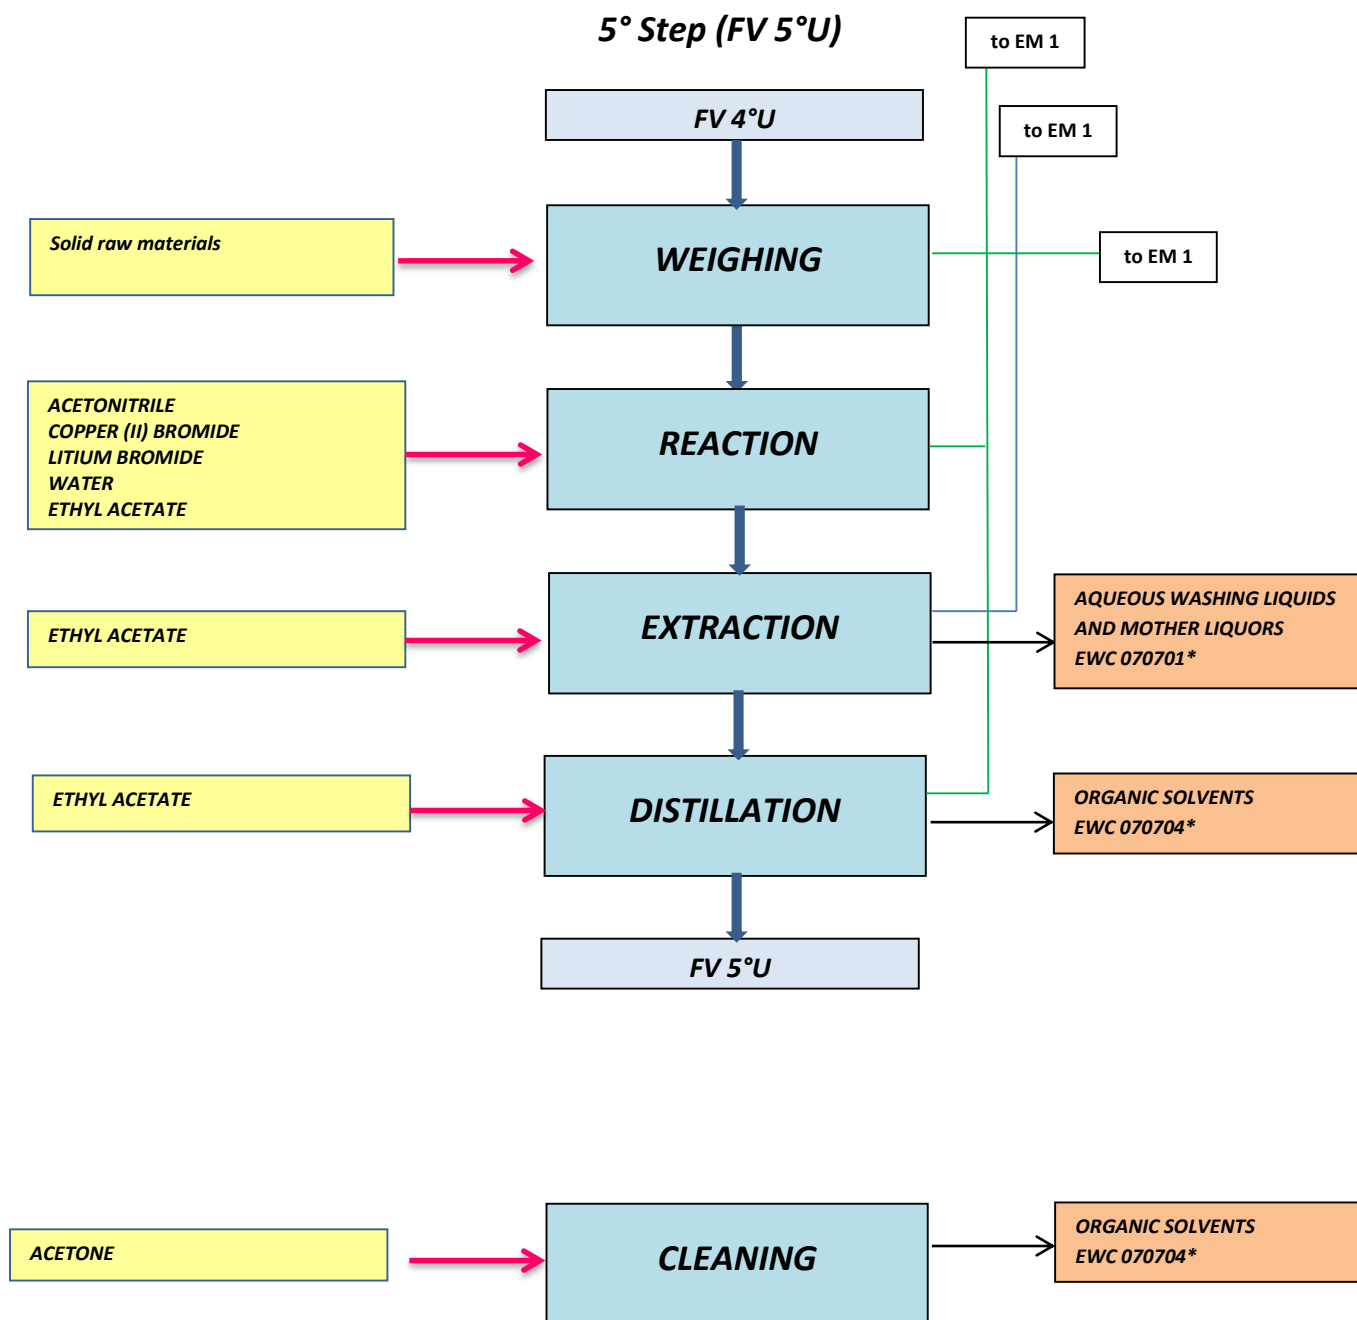 5° Step (FV 5°U)
to EM 1
FV 4°U
to EM 1
Solid raw materials
WEIGHING
to EM 1
ACETONITRILE
COPPER (II) BROMIDE
LITIUM BROMIDE
WATER
ETHYL ACETATE
REACTION
ETHYL ACETATE
EXTRACTION
AQUEOUS WASHING LIQUIDS
AND MOTHER LIQUORS
EWC 070701*
ETHYL ACETATE
DISTILLATION
ORGANIC SOLVENTS
EWC 070704*
FV 5°U
ACETONE
CLEANING
ORGANIC SOLVENTS
EWC 070704*